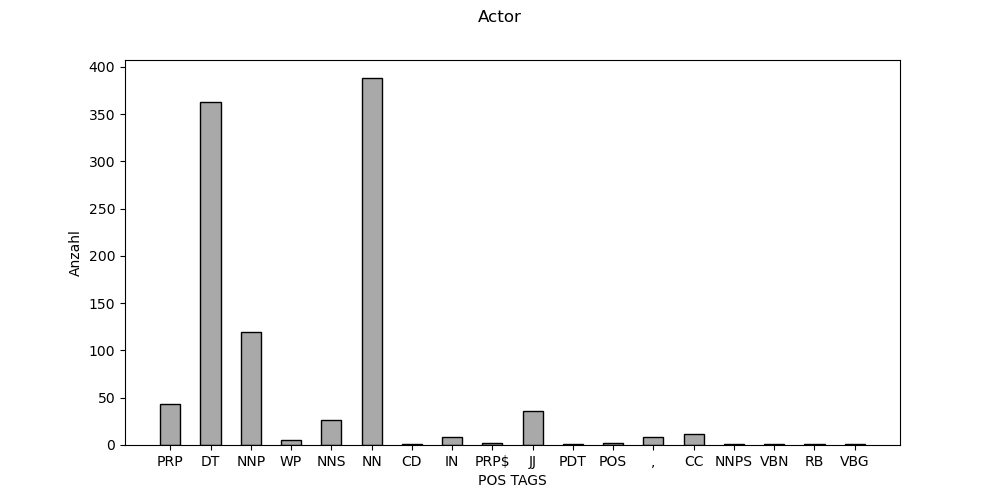 Actor
400
350
300
250
200
150
100
50
0
Anzahl
PRP DT NNP WP NNS NN CD IN PRP$ JJ PDT POS , CC NNPS VBN RB VBG
POS TAGS